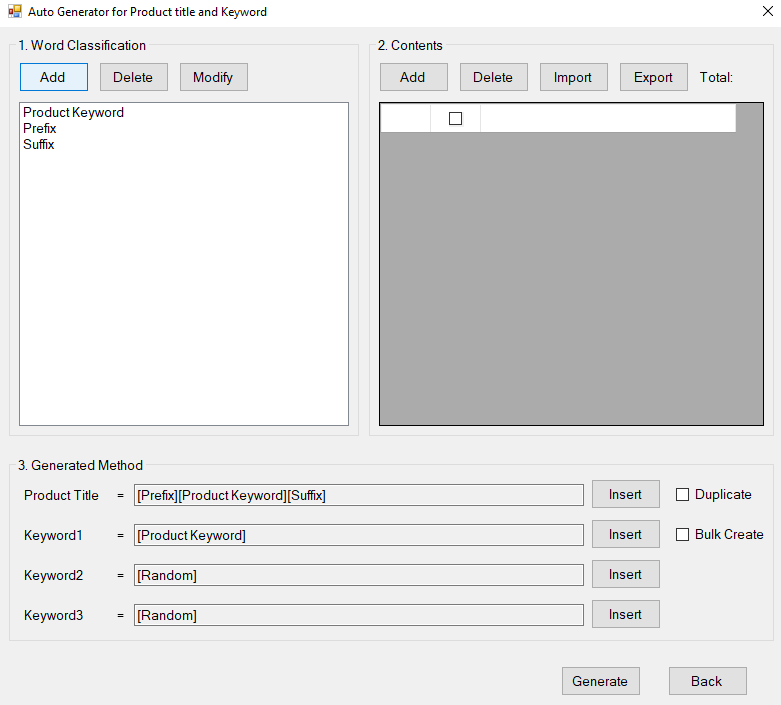 Auto Generator for Product title and Keyword
1. Word Classification
Add Delete Modify
Product Keyword
Prefix
Suffix
2. Contents
Add Delete Import Export Total:
3. Generated Method
Product Title = [Prefix][Product Keyword][Suffix] Insert Duplicate
Keyword1 = [Product Keyword] Insert Bulk Create
Keyword2 = [Random] Insert
Keyword3 = [Random] Insert
Generate Back